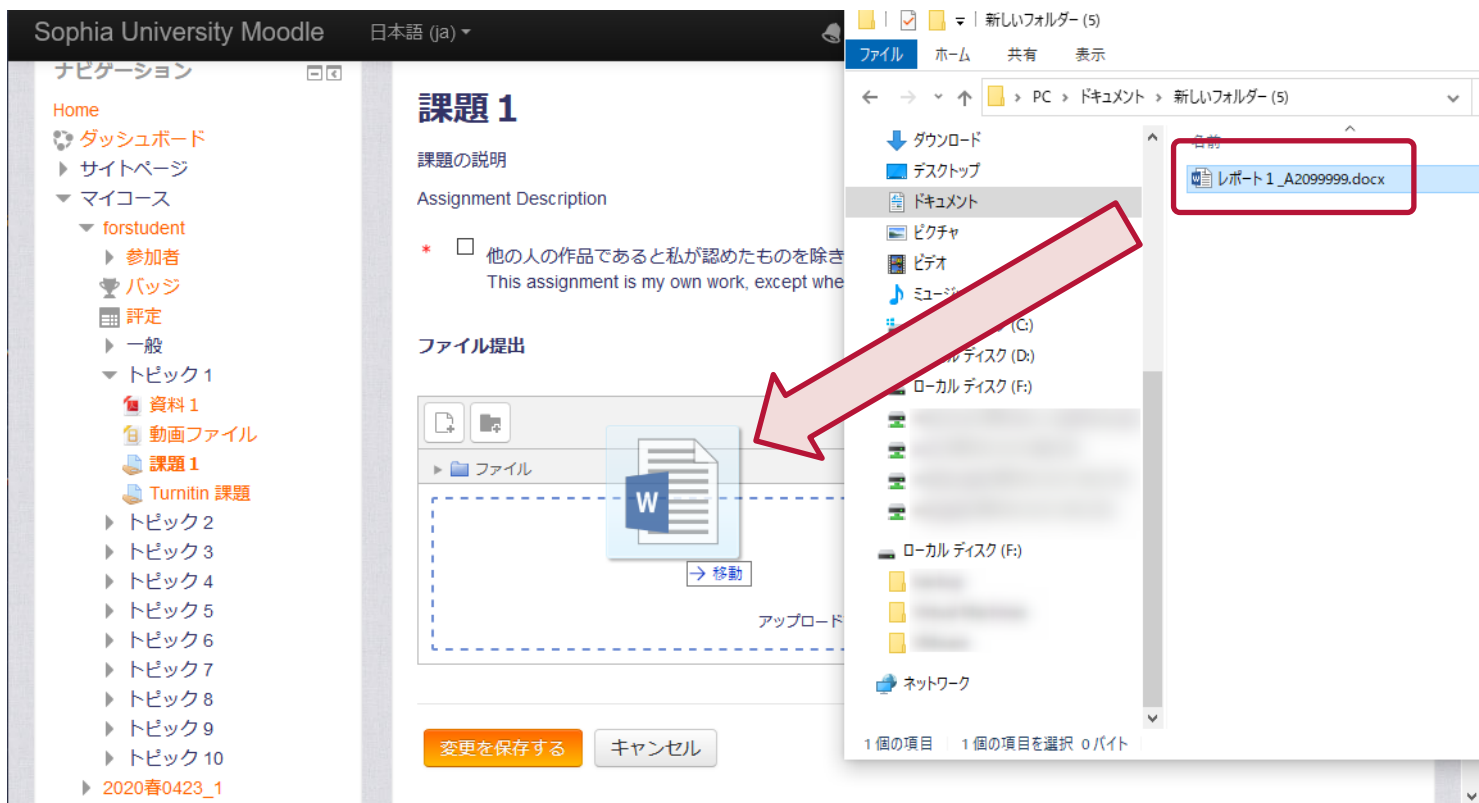 Sophia University Moodle
日本語 (ja)
ナビゲーション
Home
ダッシュボード
サイトページ
マイコース
forstudent
参加者
バッジ
評定
一般
トピック 1
資料 1
動画ファイル
課題 1
Turnitin 課題
トピック 2
トピック 3
トピック 4
トピック 5
トピック 6
トピック 7
トピック 8
トピック 9
トピック 10
2020春0423_1
課題 1
課題の説明
Assignment Description
* 他の人の作品であると私が認めたものを除き
This assignment is my own work, except whe
ファイル提出
ファイル
W
移動
アップロード
変更を保存する
キャンセル
新しいフォルダー (5)
ファイル ホーム 共有 表示
PC › ドキュメント › 新しいフォルダー (5)
ダウンロード
デスクトップ
ドキュメント
ピクチャ
ビデオ
(C:)
ディスク (D:)
ローカル ディスク (F:)
ローカル ディスク (F:)
ネットワーク
名前
レポート１_A2099999.docx
1 個の項目 1 個の項目を選択 0 バイト